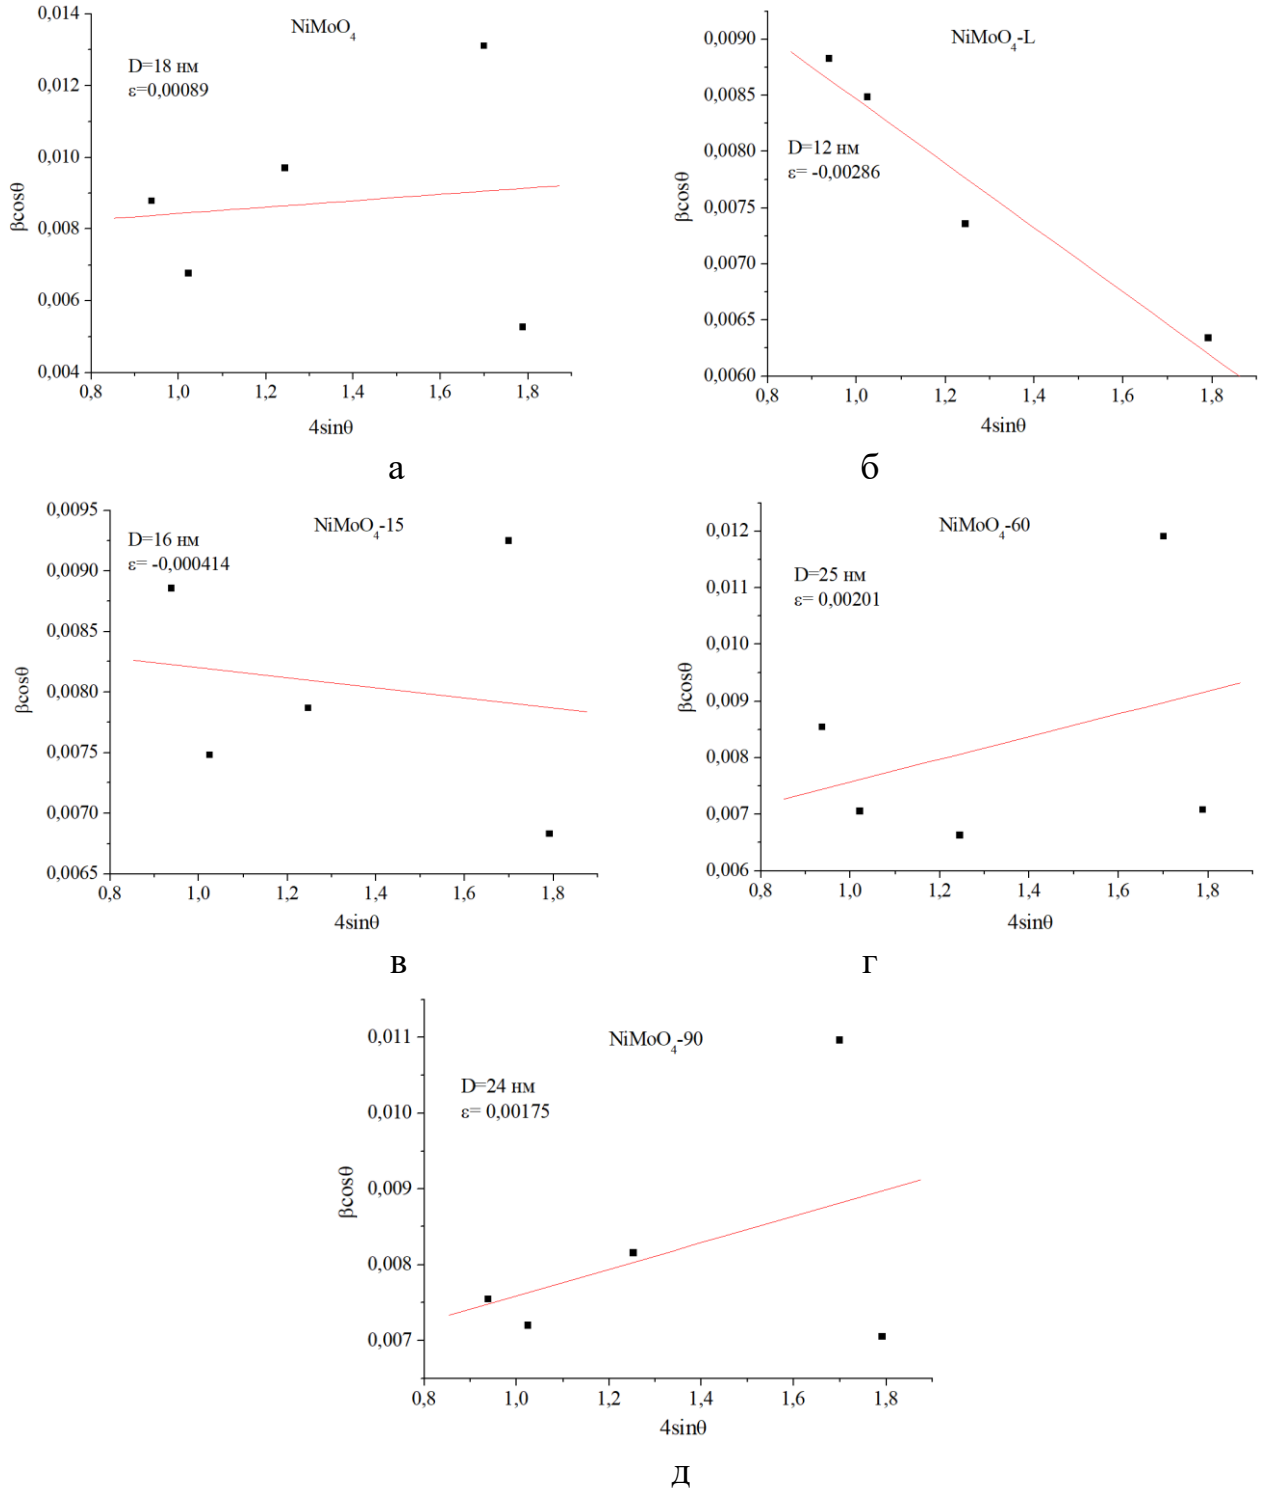 NiMoO₄
D=18 нм
ε=0,00089
βcosθ
0,014
0,012
0,010
0,008
0,006
0,004
0,8 1,0 1,2 1,4 1,6 1,8
4sinθ
а
NiMoO₄-L
D=12 нм
ε= -0,00286
βcosθ
0,0090
0,0085
0,0080
0,0075
0,0070
0,0065
0,0060
0,8 1,0 1,2 1,4 1,6 1,8
4sinθ
б
NiMoO₄-15
D=16 нм
ε= -0,000414
βcosθ
0,0095
0,0090
0,0085
0,0080
0,0075
0,0070
0,0065
0,8 1,0 1,2 1,4 1,6 1,8
4sinθ
в
NiMoO₄-60
D=25 нм
ε= 0,00201
βcosθ
0,012
0,011
0,010
0,009
0,008
0,007
0,006
0,8 1,0 1,2 1,4 1,6 1,8
4sinθ
г
NiMoO₄-90
D=24 нм
ε= 0,00175
βcosθ
0,011
0,010
0,009
0,008
0,007
0,8 1,0 1,2 1,4 1,6 1,8
4sinθ
д